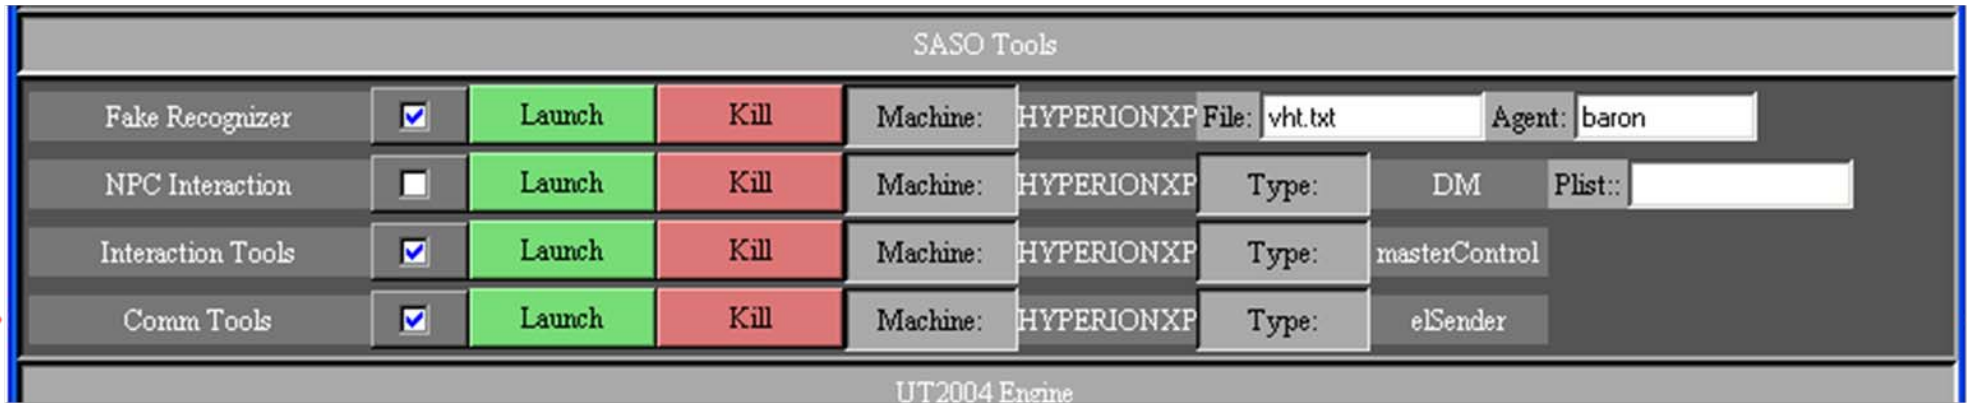 SASO Tools
Fake Recognizer Launch Kill Machine: HYPERIONXP File: vht.txt Agent: baron
NPC Interaction Launch Kill Machine: HYPERIONXP Type: DM Plist::
Interaction Tools Launch Kill Machine: HYPERIONXP Type: masterControl
Comm Tools Launch Kill Machine: HYPERIONXP Type: elSender
UT2004 Engine